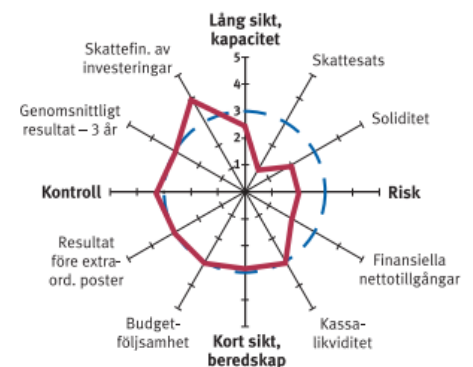 Lång sikt,
kapacitet
Skattefin. av
investeringar
Skattesats
Genomsnittligt
resultat – 3 år
Soliditet
5
4
3
2
1
Kontroll
Risk
Resultat
före extra-
ord. poster
Finansiella
nettotillgångar
Budget-
följsamhet
Kassa-
likviditet
Kort sikt,
beredskap